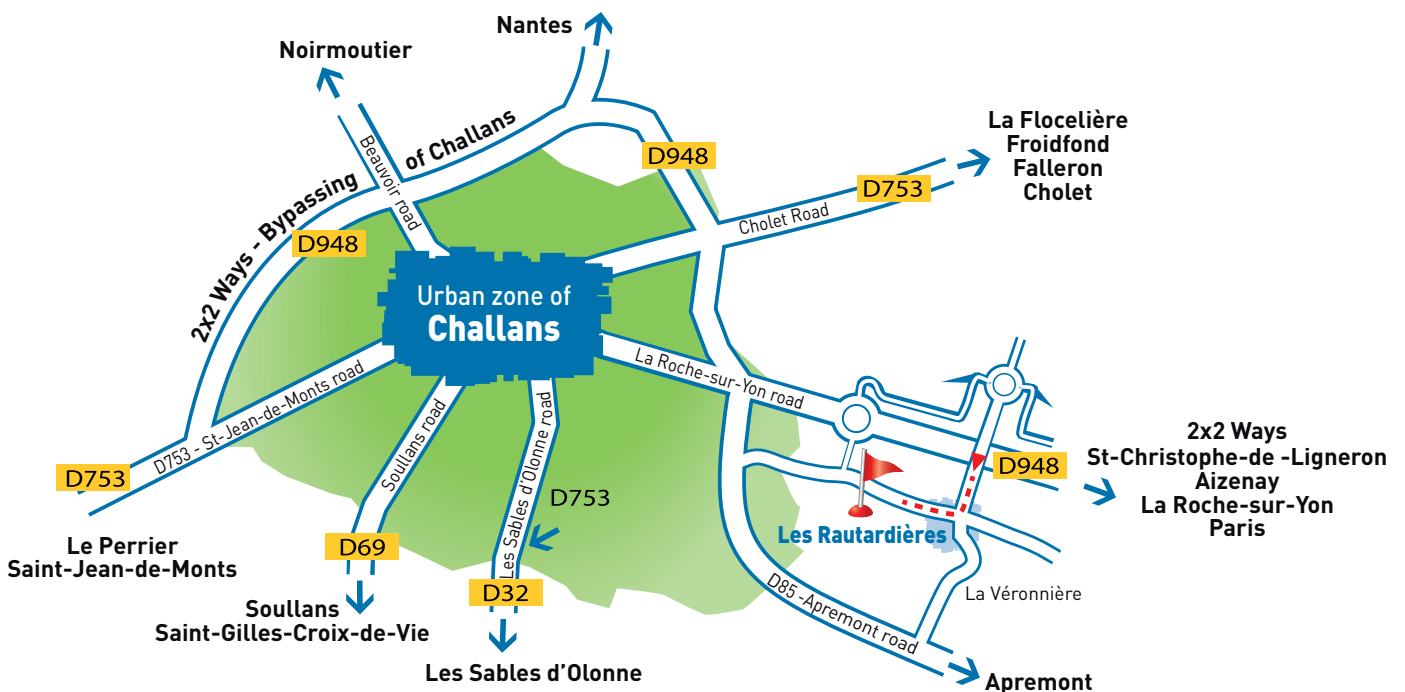 Nantes
Noirmoutier
Beauvoir road
2x2 Ways - Bypassing of Challans
D948
D948
La Flocelière
Froidfond
Falleron
Cholet
D753
Cholet Road
Urban zone of
Challans
La Roche-sur-Yon road
D753 - St-Jean-de-Monts road
D753
Le Perrier
Saint-Jean-de-Monts
Soullans road
D69
Soullans
Saint-Gilles-Croix-de-Vie
Les Sables d'Olonne road
D753
D32
Les Sables d'Olonne
Les Rautardières
D948
2x2 Ways
St-Christophe-de -Ligneron
Aizenay
La Roche-sur-Yon
Paris
La Véronnière
D85 -Apremont road
Apremont